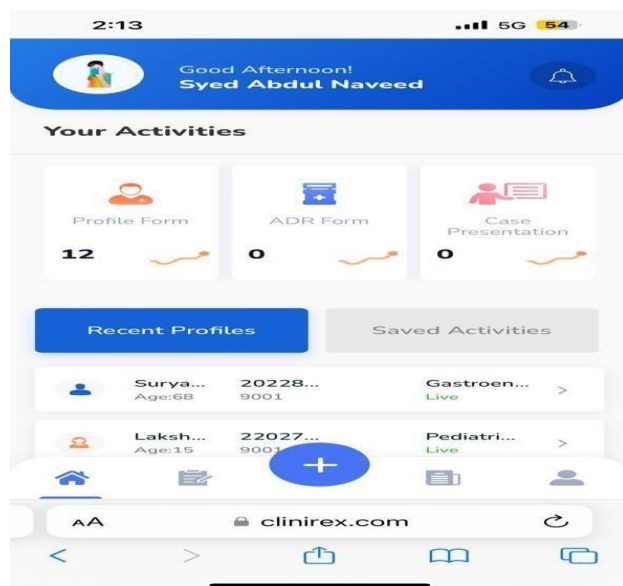 2:13 5G 54
Good Afternoon!
Syed Abdul Naveed
Your Activities
Profile Form
12
ADR Form
0
Case
Presentation
0
Recent Profiles
Saved Activities
Surya... 20228... Gastroen... >
Age:68 9001 Live
Laksh... 22027... Pediatri... >
Age:15 9001 Live
+
AA clinirex.com
< >